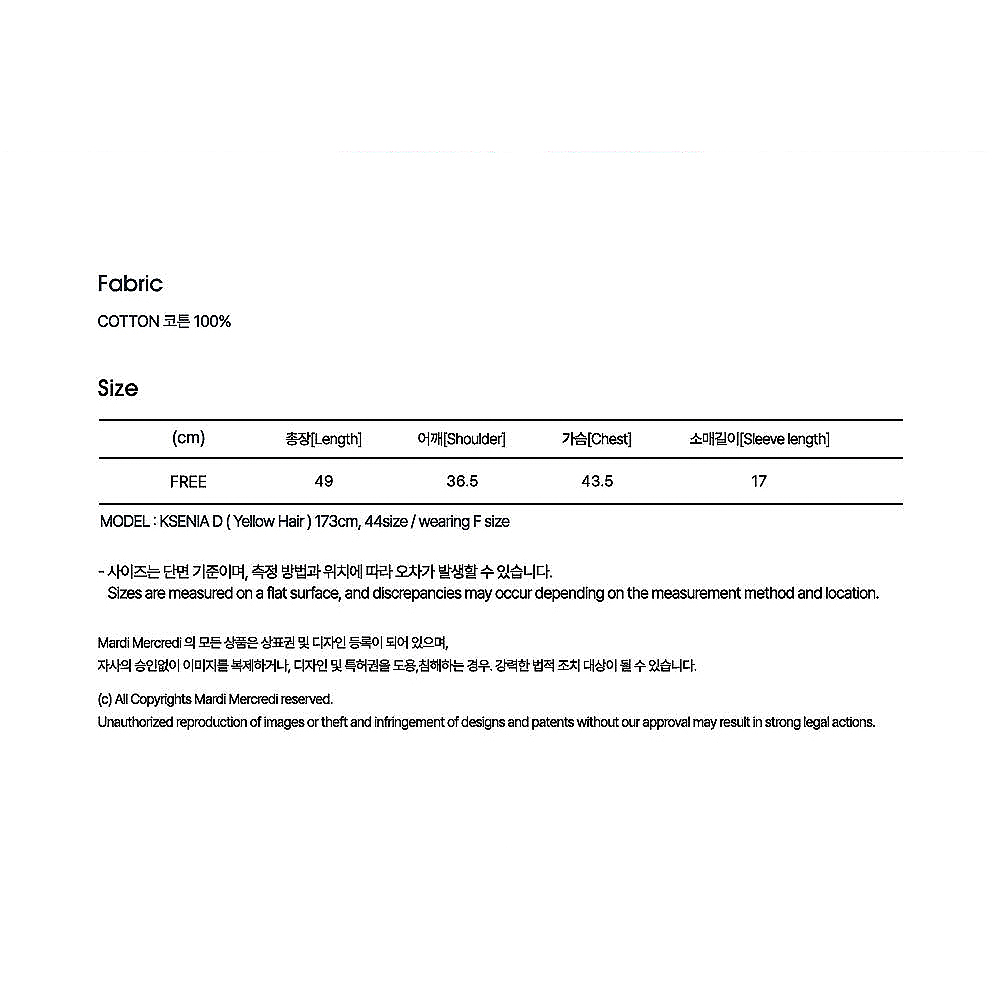 Fabric
COTTON 코튼 100%
Size
(cm) 총장[Length] 어깨[Shoulder] 가슴[Chest] 소매길이[Sleeve length]
FREE 49 36.5 43.5 17
MODEL : KSENIA D ( Yellow Hair ) 173cm, 44size / wearing F size
- 사이즈는 단면 기준이며, 측정 방법과 위치에 따라 오차가 발생할 수 있습니다.
Sizes are measured on a flat surface, and discrepancies may occur depending on the measurement method and location.
Mardi Mercredi 의 모든 상품은 상표권 및 디자인 등록이 되어 있으며,
자사의 승인없이 이미지를 복제하거나, 디자인 및 특허권을 도용,침해하는 경우. 강력한 법적 조치 대상이 될 수 있습니다.
(c) All Copyrights Mardi Mercredi reserved.
Unauthorized reproduction of images or theft and infringement of designs and patents without our approval may result in strong legal actions.